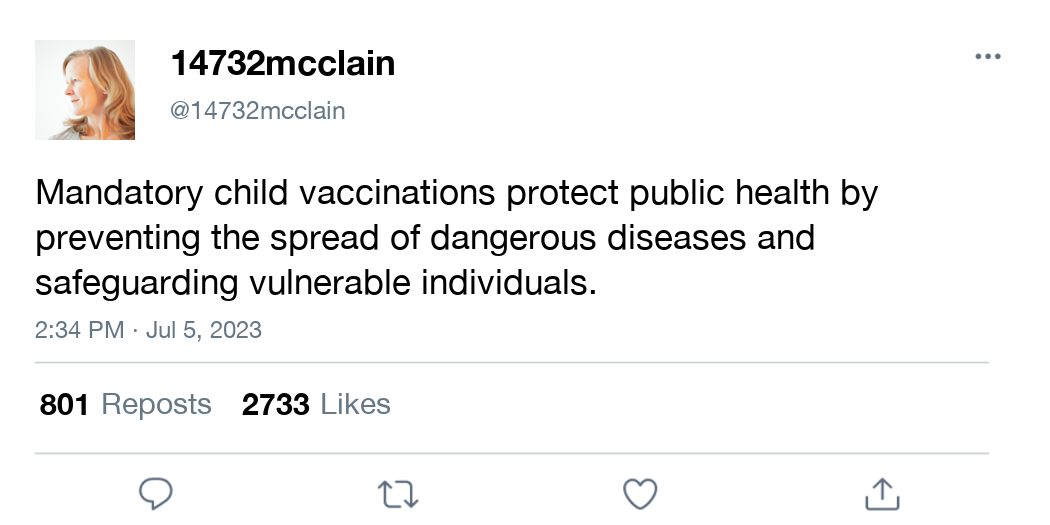 14732mcclain
@14732mcclain
Mandatory child vaccinations protect public health by
preventing the spread of dangerous diseases and
safeguarding vulnerable individuals.
2:34 PM · Jul 5, 2023
801 Reposts 2733 Likes